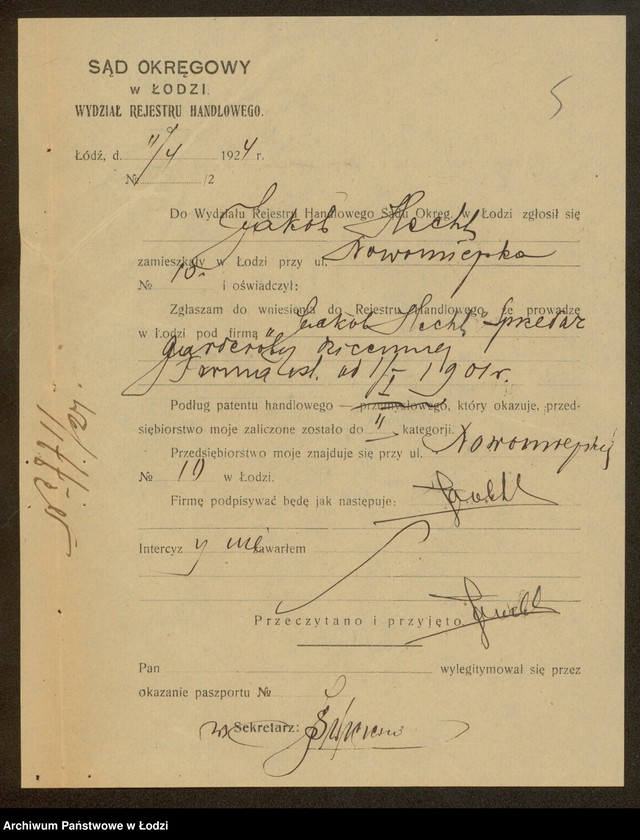 SĄD OKRĘGOWY
w ŁODZI.
WYDZIAŁ REJESTRU HANDLOWEGO.
Łódź, d. 11/4 1924 r.
№ /2
Do Wydziału Rejestru Handlowego Sądu Okręg. w Łodzi zgłosił się
Jakób Hecht
zamieszkały w Łodzi przy ul. Nowomiejska
№ 10. i oświadczył:
Zgłaszam do wniesienia do Rejestru Handlowego, że prowadzę
w Łodzi pod firmą „Jakób Hecht" Sprzedaż
garderoby dziecinnej
Firma ist. od 1/I 1901 r.
Podług patentu handlowego — przemysłowego, który okazuje, przed-
siębiorstwo moje zaliczone zostało do II kategorji.
Przedsiębiorstwo moje znajduje się przy ul. Nowomiejskiej
№ 10 w Łodzi.
Firmę podpisywać będę jak następuje:
Intercyzy nie zawarłem
Przeczytano i przyjęto
Pan wylegitymował się przez
okazanie paszportu №
Sekretarz:
Archiwum Państwowe w Łodzi